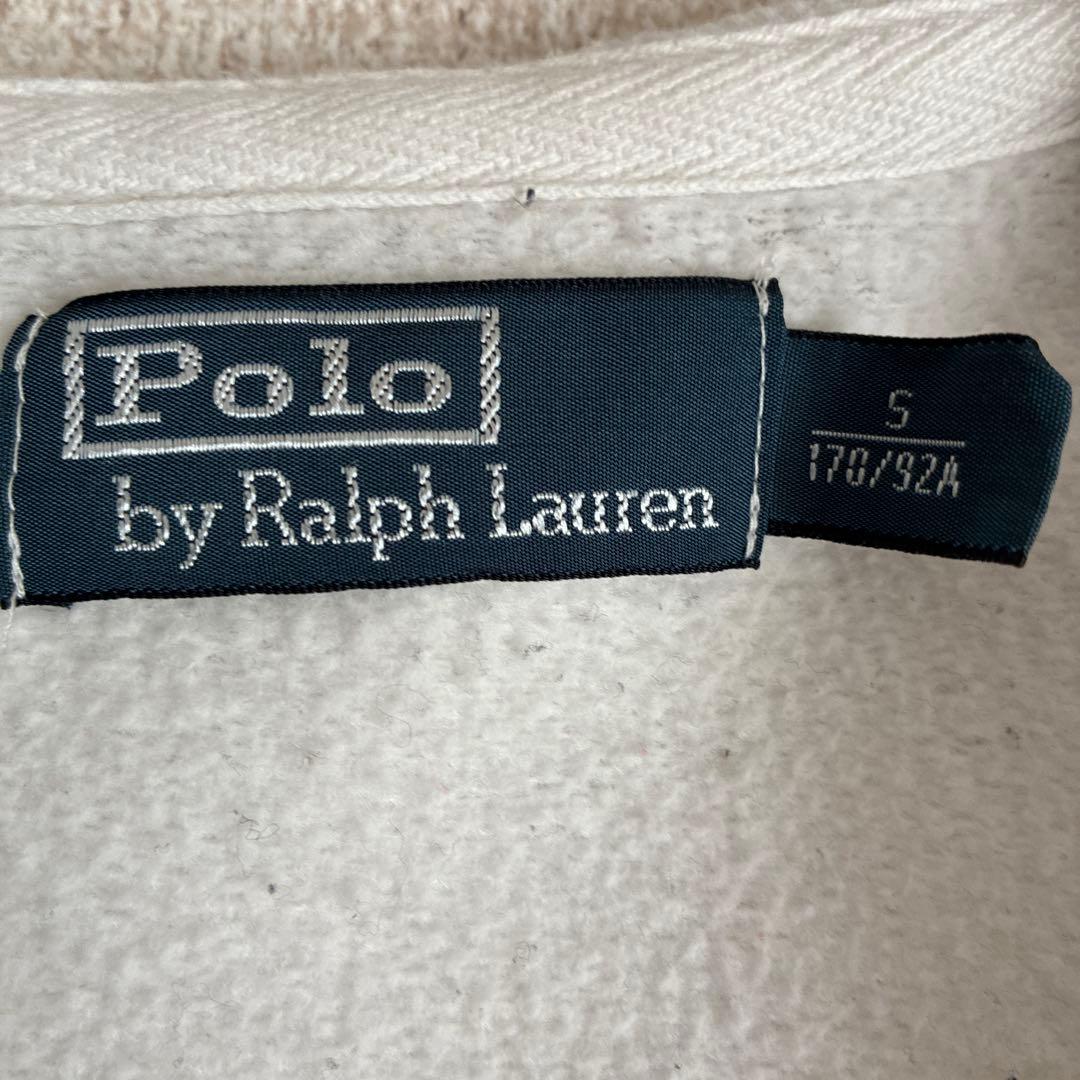 Polo
by Ralph Lauren
S
170/92A